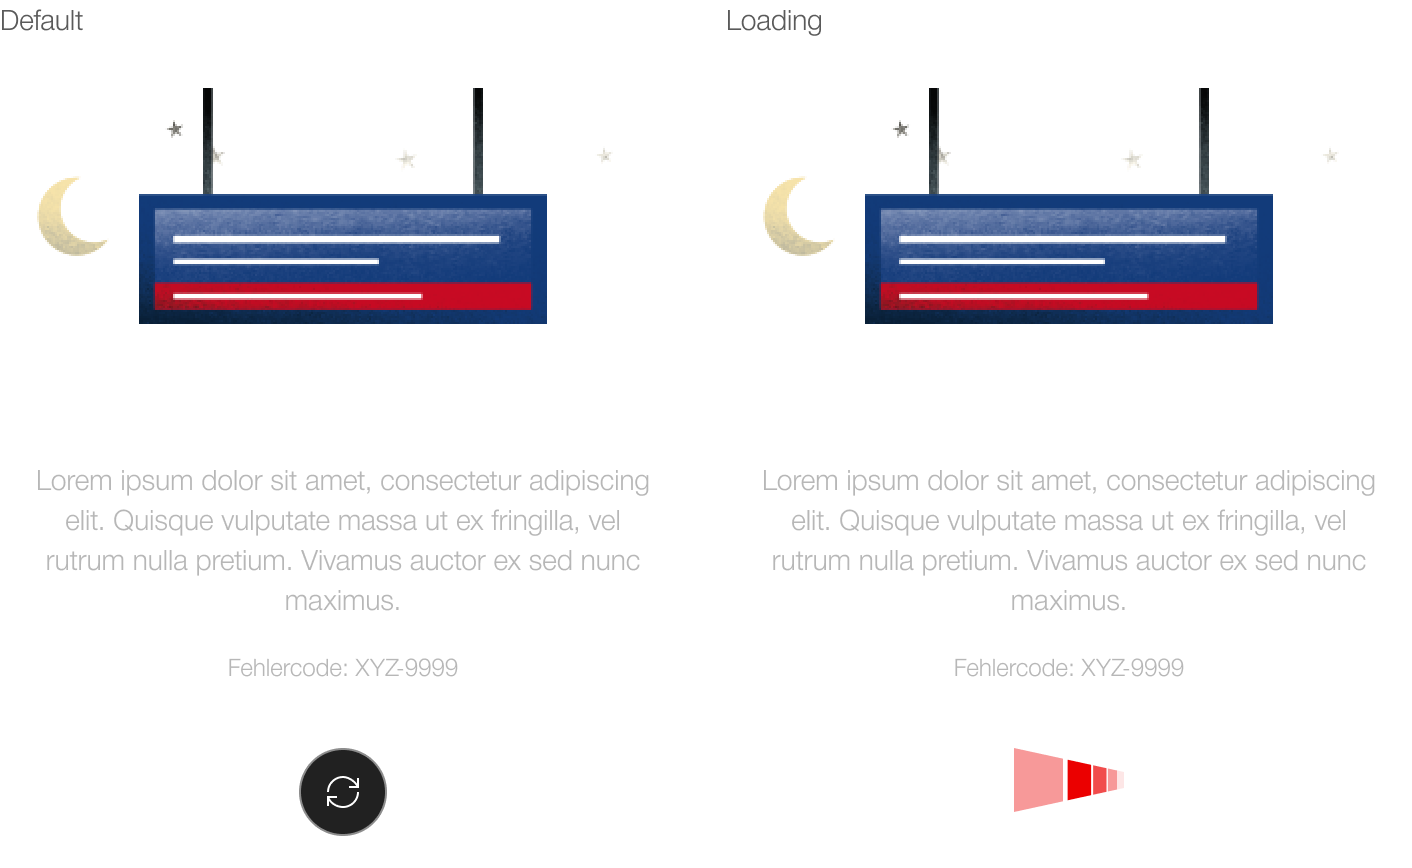 Default
Loading
Lorem ipsum dolor sit amet, consectetur adipiscing
elit. Quisque vulputate massa ut ex fringilla, vel
rutrum nulla pretium. Vivamus auctor ex sed nunc
maximus.
Fehlercode: XYZ-9999
Lorem ipsum dolor sit amet, consectetur adipiscing
elit. Quisque vulputate massa ut ex fringilla, vel
rutrum nulla pretium. Vivamus auctor ex sed nunc
maximus.
Fehlercode: XYZ-9999